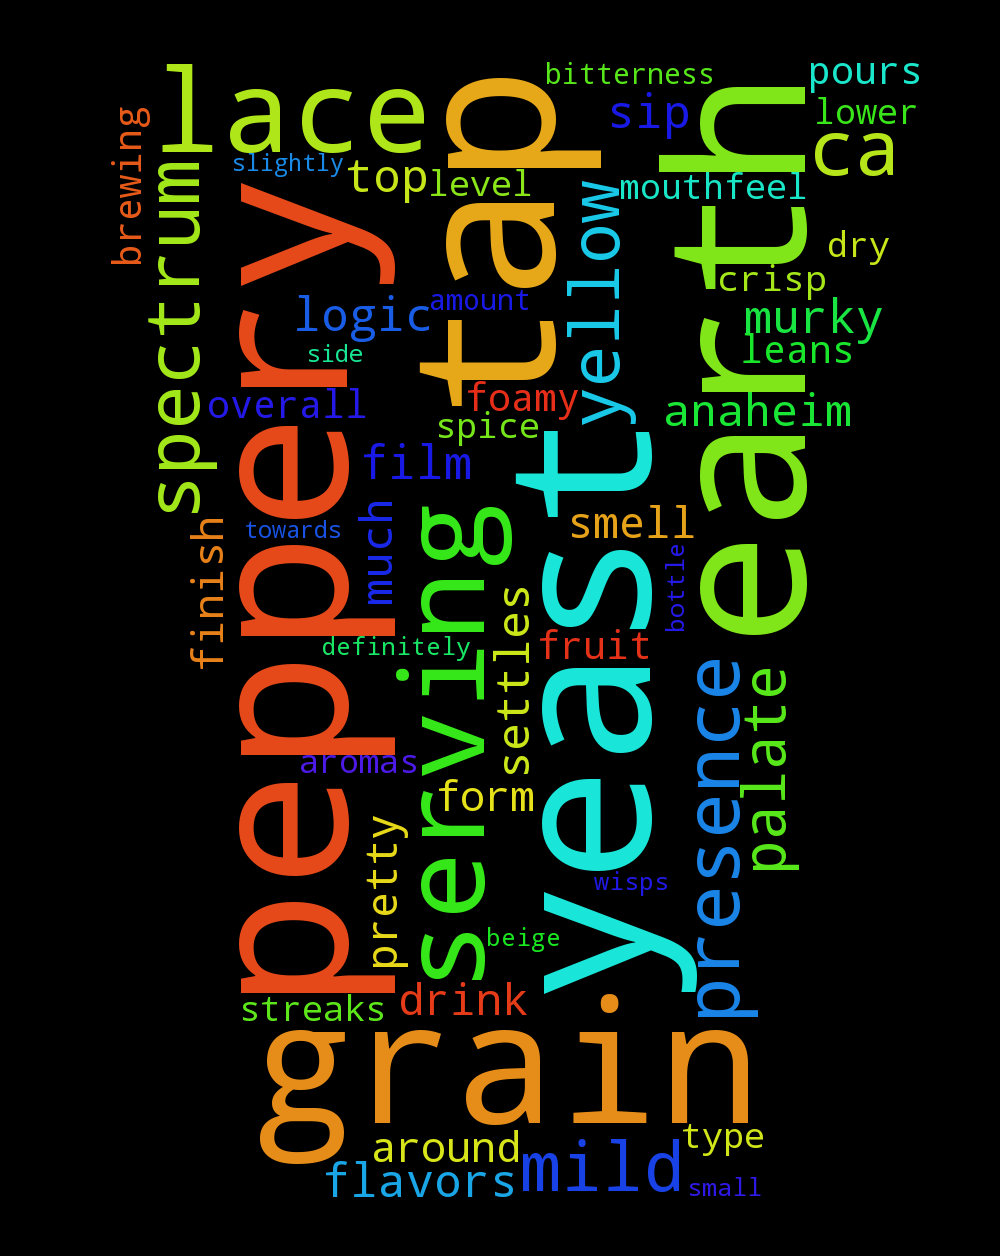 lace
tap
bitterness
pours
sip
earth
lower
ca
brewing
slightly
top
level
mouthfeel
spectrum
peppery
yellow
dry
crisp
logic
amount
murky
side
leans
overall
foamy
anaheim
spice
film
yeast
finish
towards
much
serving
smell
bottle
definitely
settles
fruit
presence
palate
aromas
form
pretty
wisps
beige
streaks
drink
grain
around
type
flavors
mild
small